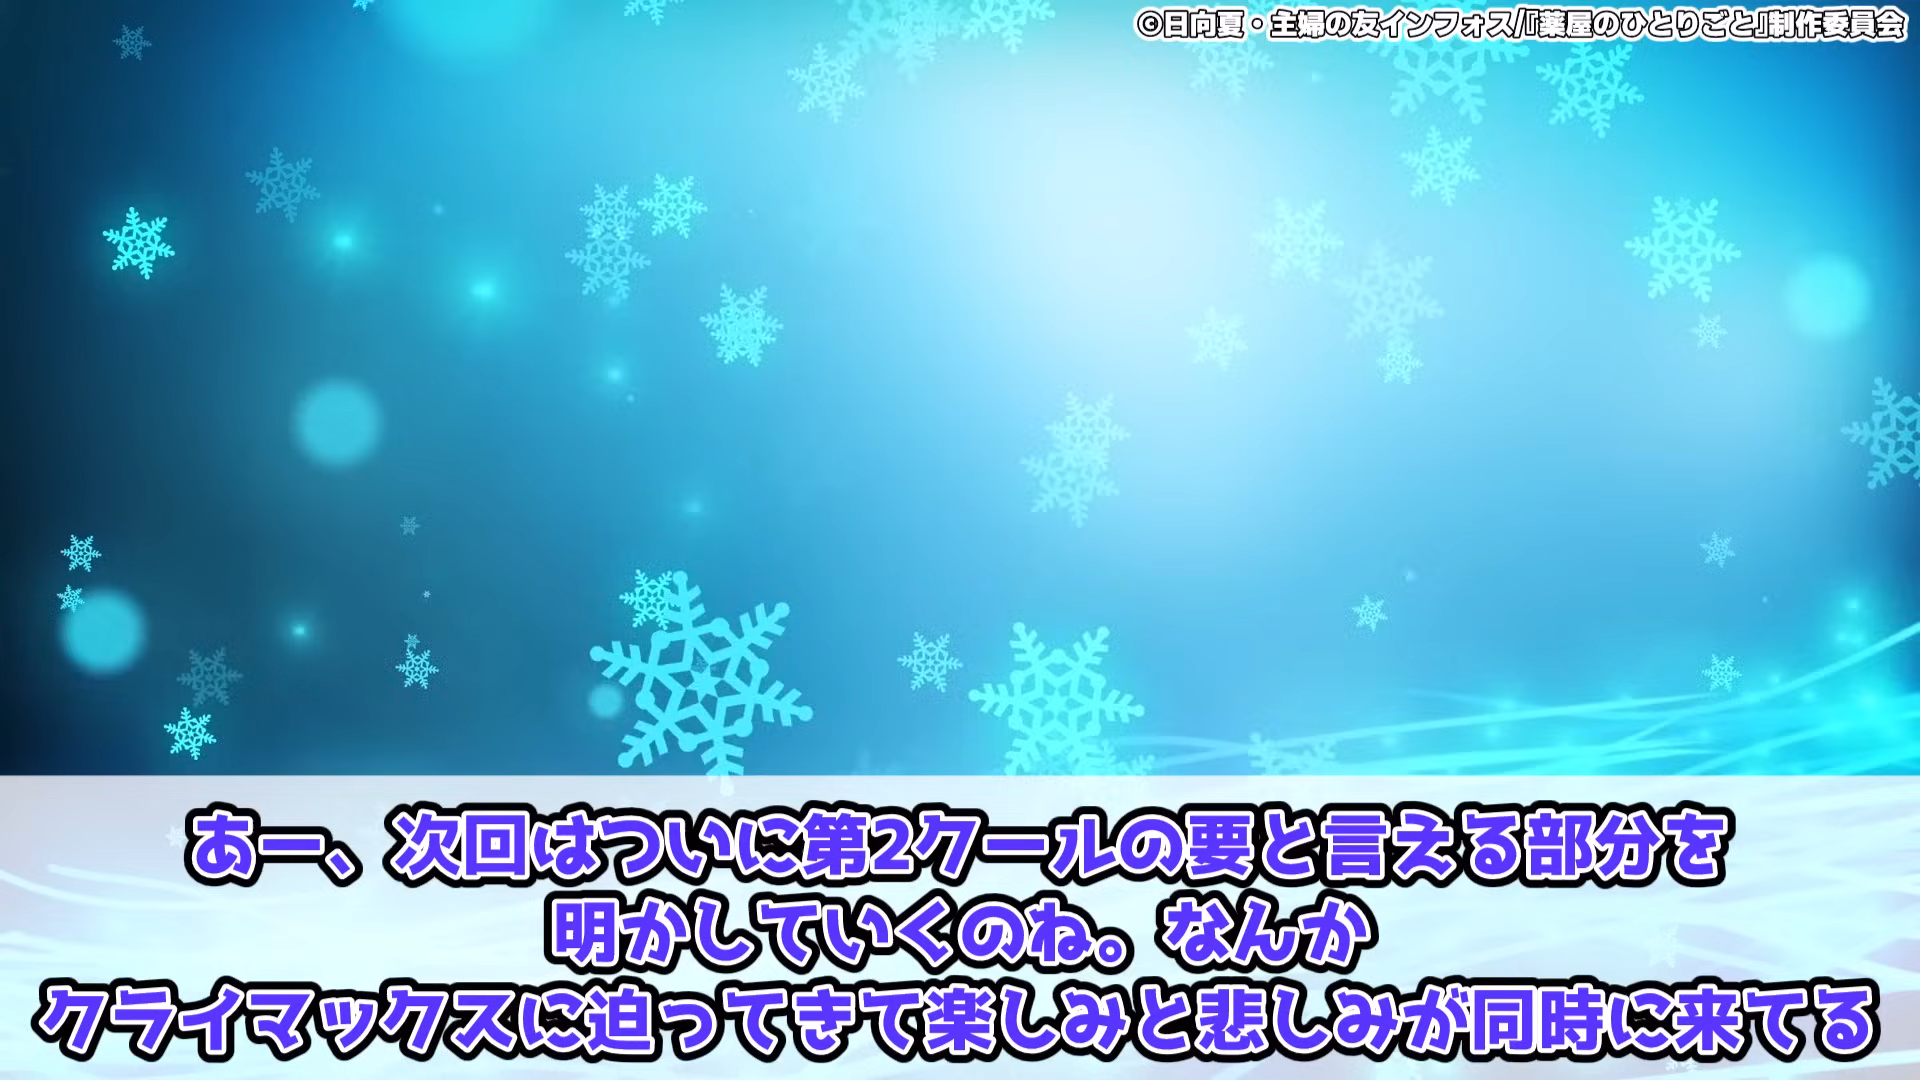 ©日向夏・主婦の友インフォス/『薬屋のひとりごと』制作委員会
あー、次回はついに第2クールの要と言える部分を
明かしていくのね。なんか
クライマックスに迫ってきて楽しみと悲しみが同時に来てる